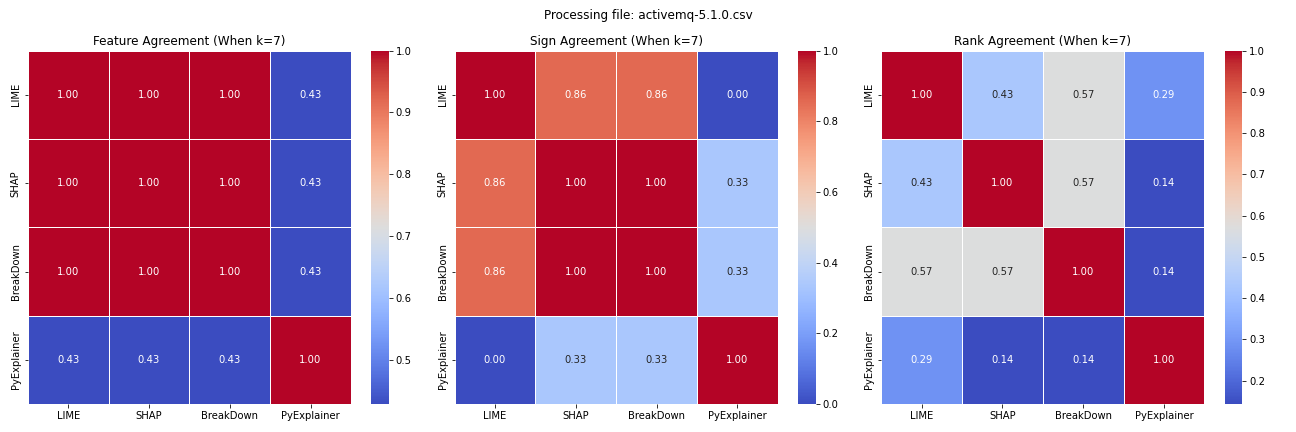 Processing file: activemq-5.1.0.csv
Feature Agreement (When k=7)
LIME
1.00 1.00 1.00 0.43
SHAP
1.00 1.00 1.00 0.43
BreakDown
1.00 1.00 1.00 0.43
PyExplainer
0.43 0.43 0.43 1.00
LIME SHAP BreakDown PyExplainer
1.0
0.9
0.8
0.7
0.6
0.5
Sign Agreement (When k=7)
LIME
1.00 0.86 0.86 0.00
SHAP
0.86 1.00 1.00 0.33
BreakDown
0.86 1.00 1.00 0.33
PyExplainer
0.00 0.33 0.33 1.00
LIME SHAP BreakDown PyExplainer
1.0
0.8
0.6
0.4
0.2
0.0
Rank Agreement (When k=7)
LIME
1.00 0.43 0.57 0.29
SHAP
0.43 1.00 0.57 0.14
BreakDown
0.57 0.57 1.00 0.14
PyExplainer
0.29 0.14 0.14 1.00
LIME SHAP BreakDown PyExplainer
1.0
0.9
0.8
0.7
0.6
0.5
0.4
0.3
0.2